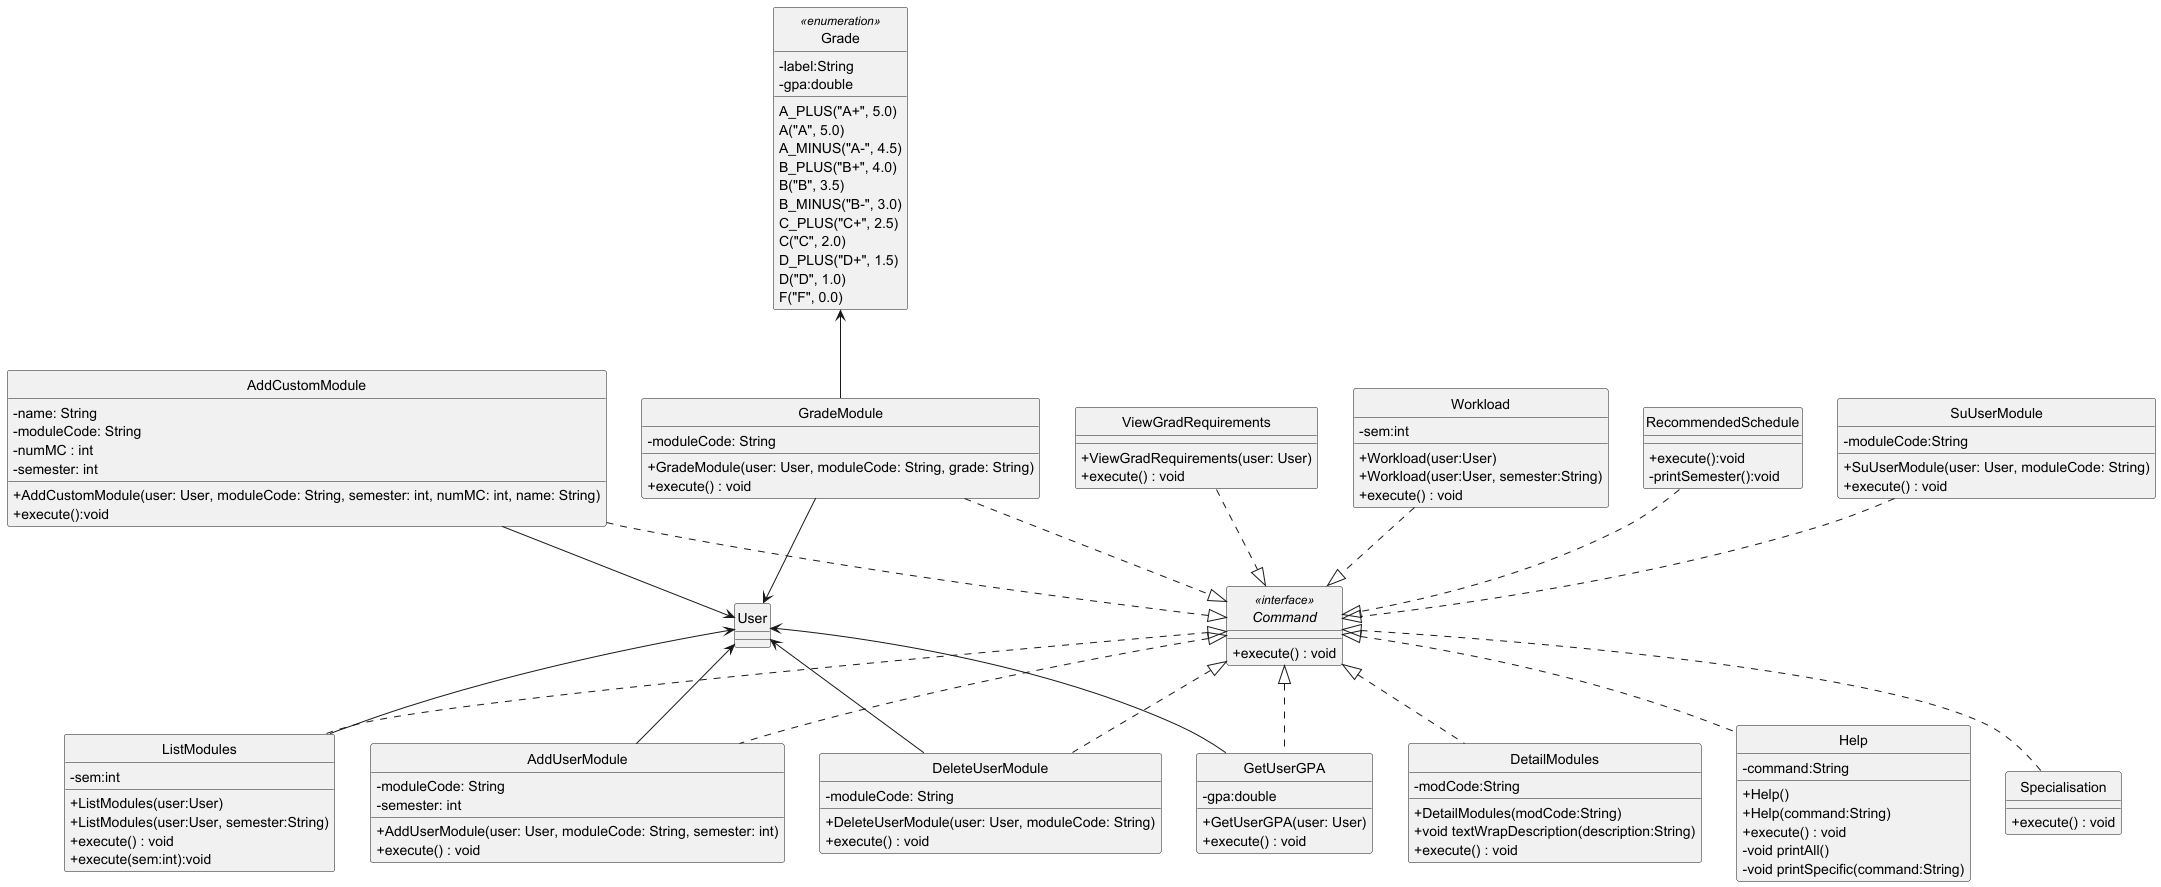 «enumeration»
Grade
-label:String
-gpa:double
A_PLUS("A+", 5.0)
A("A", 5.0)
A_MINUS("A-", 4.5)
B_PLUS("B+", 4.0)
B("B", 3.5)
B_MINUS("B-", 3.0)
C_PLUS("C+", 2.5)
C("C", 2.0)
D_PLUS("D+", 1.5)
D("D", 1.0)
F("F", 0.0)
AddCustomModule
-name: String
-moduleCode: String
-numMC : int
-semester: int
+AddCustomModule(user: User, moduleCode: String, semester: int, numMC: int, name: String)
+execute():void
GradeModule
-moduleCode: String
+GradeModule(user: User, moduleCode: String, grade: String)
+execute() : void
ViewGradRequirements
+ViewGradRequirements(user: User)
+execute() : void
Workload
-sem:int
+Workload(user:User)
+Workload(user:User, semester:String)
+execute() : void
RecommendedSchedule
+execute():void
-printSemester():void
SuUserModule
-moduleCode:String
+SuUserModule(user: User, moduleCode: String)
+execute() : void
User
«interface»
Command
+execute() : void
ListModules
-sem:int
+ListModules(user:User)
+ListModules(user:User, semester:String)
+execute() : void
+execute(sem:int):void
AddUserModule
-moduleCode: String
-semester: int
+AddUserModule(user: User, moduleCode: String, semester: int)
+execute() : void
DeleteUserModule
-moduleCode: String
+DeleteUserModule(user: User, moduleCode: String)
+execute() : void
GetUserGPA
-gpa:double
+GetUserGPA(user: User)
+execute() : void
DetailModules
-modCode:String
+DetailModules(modCode:String)
+void textWrapDescription(description:String)
+execute() : void
Help
-command:String
+Help()
+Help(command:String)
+execute() : void
-void printAll()
-void printSpecific(command:String)
Specialisation
+execute() : void